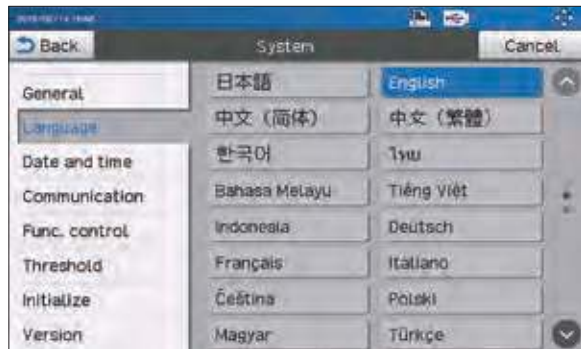 Back
System
Cancel
General
Language
Date and time
Communication
Func. control
Threshold
Initialize
Version
日本語
English
中文 (简体)
中文 (繁體)
한국어
ไทย
Bahasa Melayu
Tiếng Việt
Indonesia
Deutsch
Français
Italiano
Čeština
Polski
Magyar
Türkçe